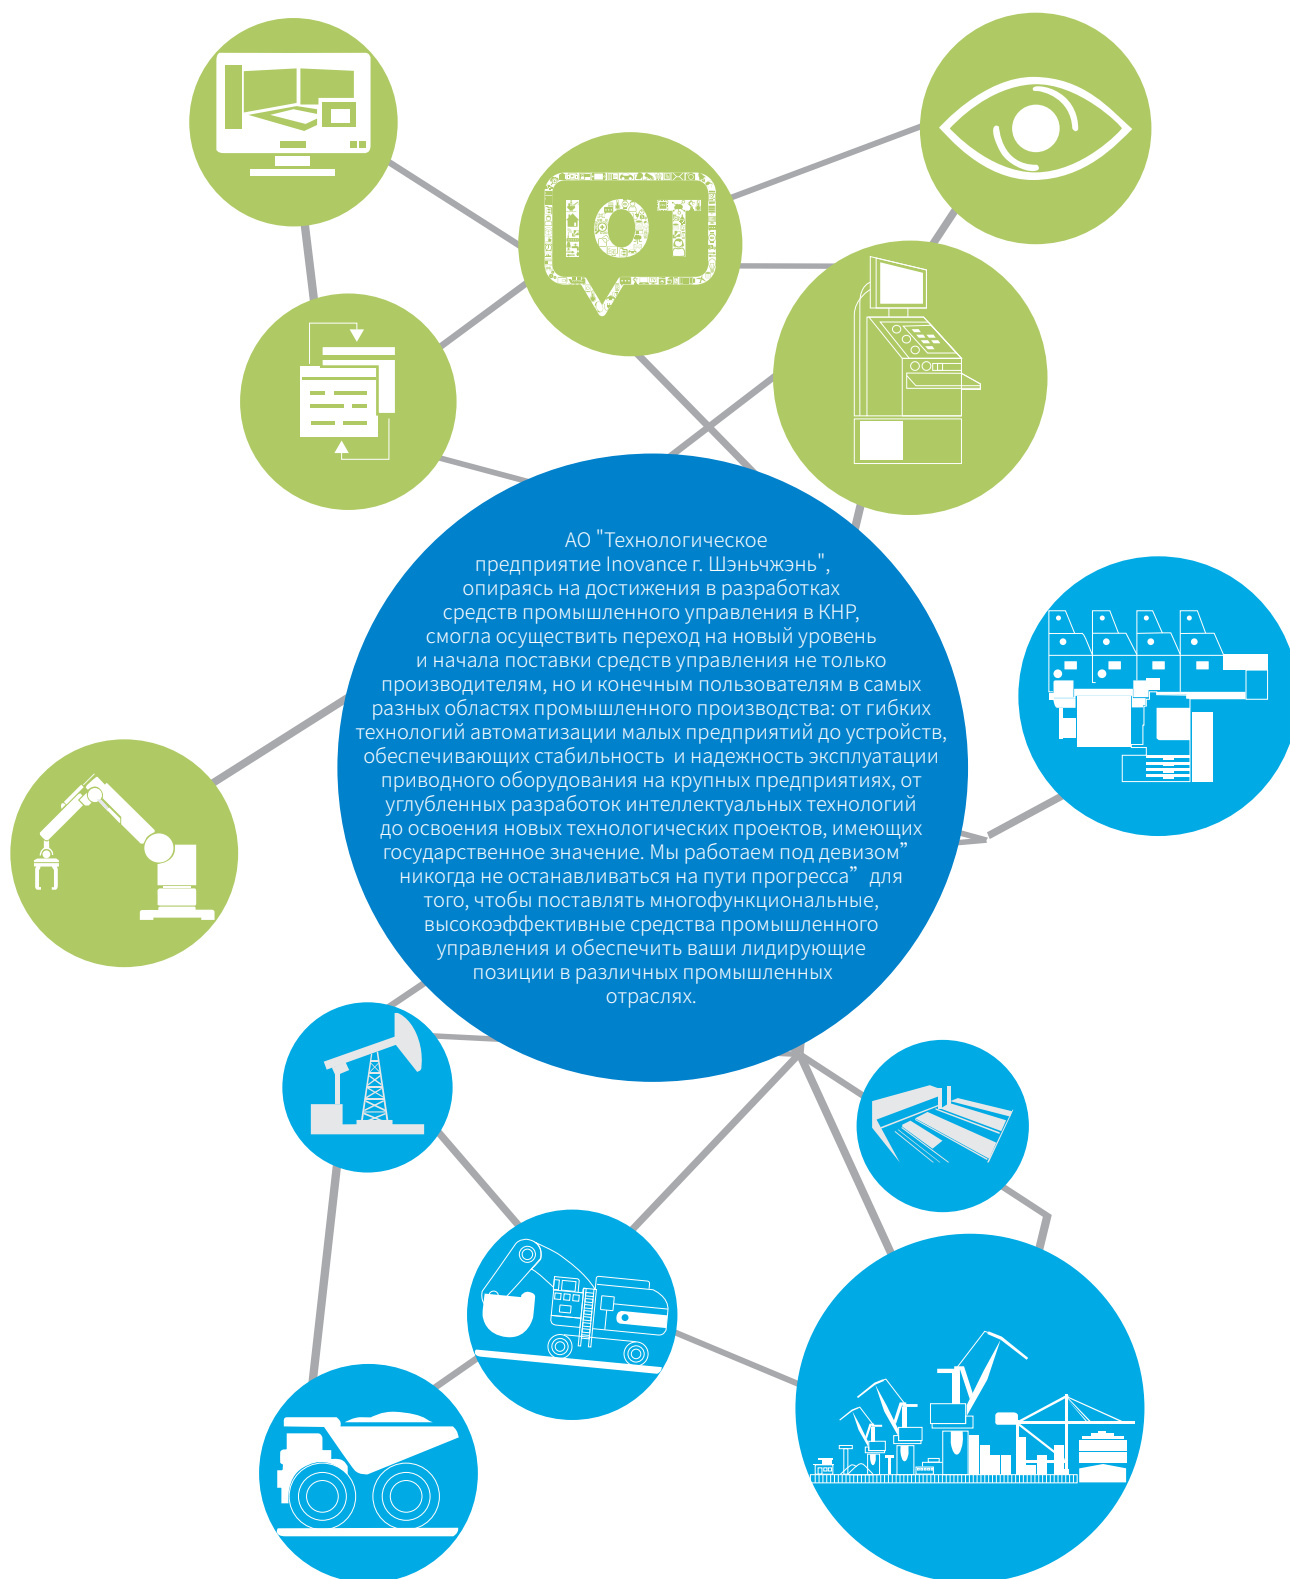 IOT
АО "Технологическое
предприятие Inovance г. Шэньчжэнь",
опираясь на достижения в разработках
средств промышленного управления в КНР,
смогла осуществить переход на новый уровень
и начала поставки средств управления не только
производителям, но и конечным пользователям в самых
разных областях промышленного производства: от гибких
технологий автоматизации малых предприятий до устройств,
обеспечивающих стабильность и надежность эксплуатации
приводного оборудования на крупных предприятиях, от
углубленных разработок интеллектуальных технологий
до освоения новых технологических проектов, имеющих
государственное значение. Мы работаем под девизом”
никогда не останавливаться на пути прогресса” для
того, чтобы поставлять многофункциональные,
высокоэффективные средства промышленного
управления и обеспечить ваши лидирующие
позиции в различных промышленных
отраслях.